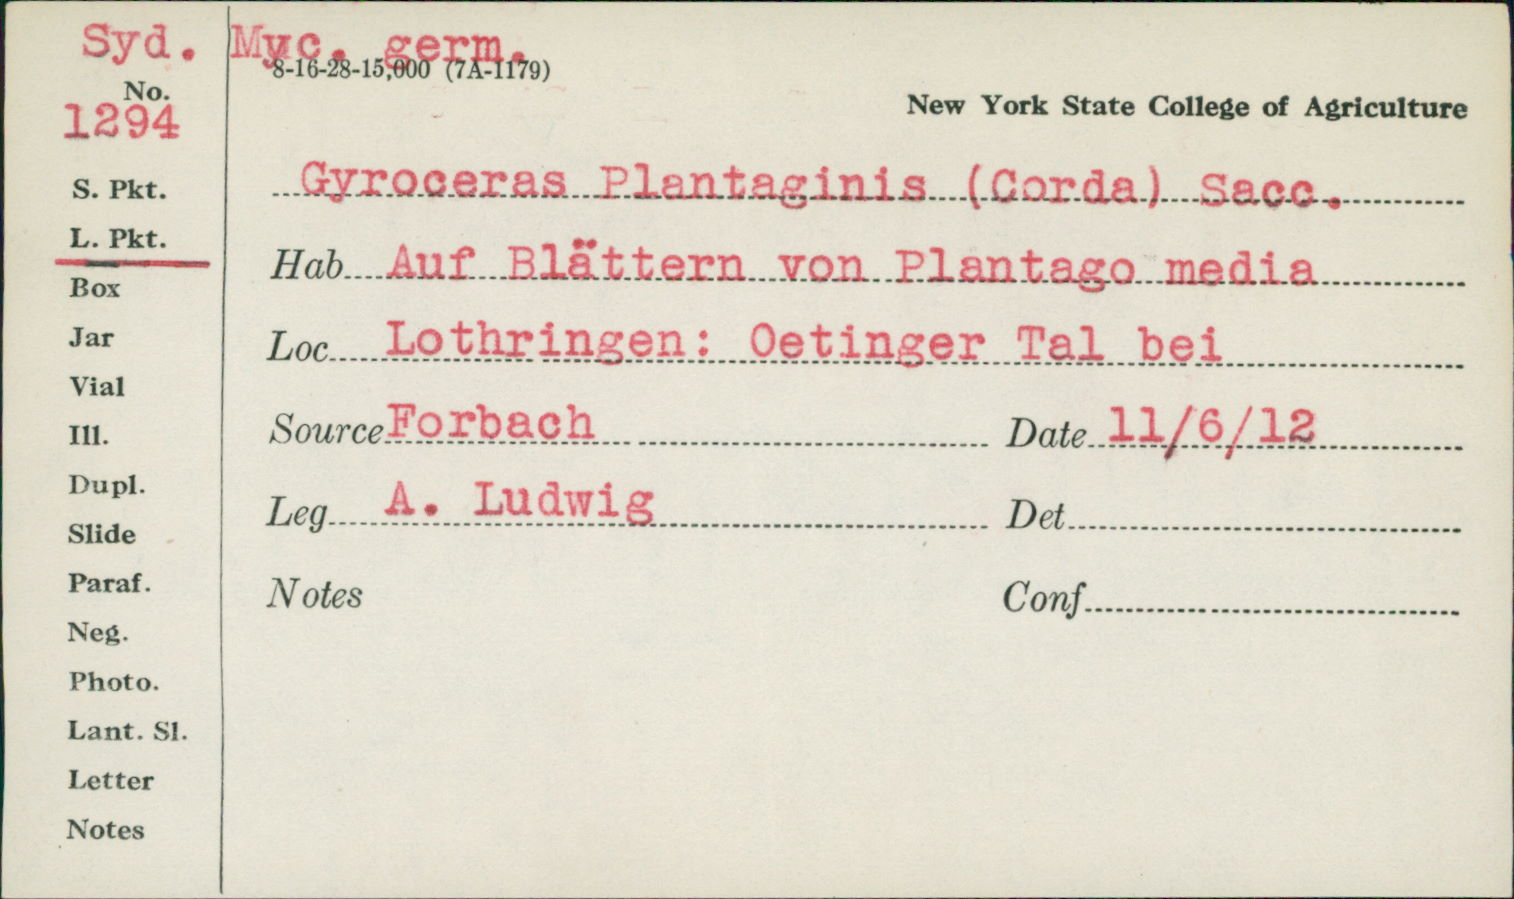 Syd. Myc. germ.
8-16-28-15,000 (7A-1179)
No.
1294
New York State College of Agriculture
S. Pkt.
L. Pkt.
Box
Jar
Vial
Ill.
Dupl.
Slide
Paraf.
Neg.
Photo.
Lant. Sl.
Letter
Notes
Gyroceras Plantaginis (Corda) Sacc.
Hab Auf Blättern von Plantago media
Loc Lothringen: Oetinger Tal bei
Source Forbach Date 11/6/12
Leg A. Ludwig Det
Notes Conf